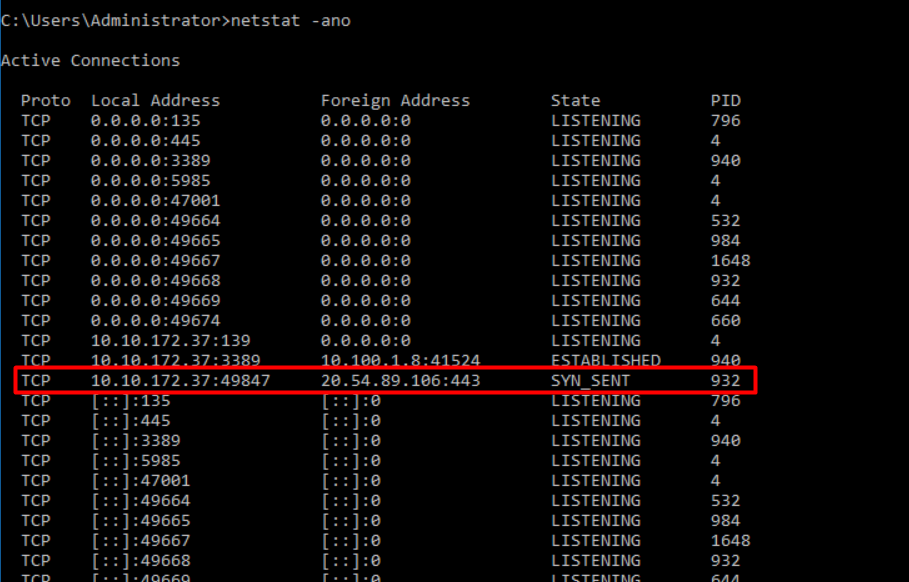 C:\Users\Administrator>netstat -ano
Active Connections
Proto  Local Address          Foreign Address        State           PID
TCP    0.0.0.0:135            0.0.0.0:0              LISTENING       796
TCP    0.0.0.0:445            0.0.0.0:0              LISTENING       4
TCP    0.0.0.0:3389           0.0.0.0:0              LISTENING       940
TCP    0.0.0.0:5985           0.0.0.0:0              LISTENING       4
TCP    0.0.0.0:47001          0.0.0.0:0              LISTENING       4
TCP    0.0.0.0:49664          0.0.0.0:0              LISTENING       532
TCP    0.0.0.0:49665          0.0.0.0:0              LISTENING       984
TCP    0.0.0.0:49667          0.0.0.0:0              LISTENING       1648
TCP    0.0.0.0:49668          0.0.0.0:0              LISTENING       932
TCP    0.0.0.0:49669          0.0.0.0:0              LISTENING       644
TCP    0.0.0.0:49674          0.0.0.0:0              LISTENING       660
TCP    10.10.172.37:139       0.0.0.0:0              LISTENING       4
TCP    10.10.172.37:3389      10.100.1.8:41524       ESTABLISHED     940
TCP    10.10.172.37:49847     20.54.89.106:443       SYN_SENT        932
TCP    [::]:135               [::]:0                 LISTENING       796
TCP    [::]:445               [::]:0                 LISTENING       4
TCP    [::]:3389              [::]:0                 LISTENING       940
TCP    [::]:5985              [::]:0                 LISTENING       4
TCP    [::]:47001             [::]:0                 LISTENING       4
TCP    [::]:49664             [::]:0                 LISTENING       532
TCP    [::]:49665             [::]:0                 LISTENING       984
TCP    [::]:49667             [::]:0                 LISTENING       1648
TCP    [::]:49668             [::]:0                 LISTENING       932
TCP    [::]:49669             [::]:0                 LISTENING       644